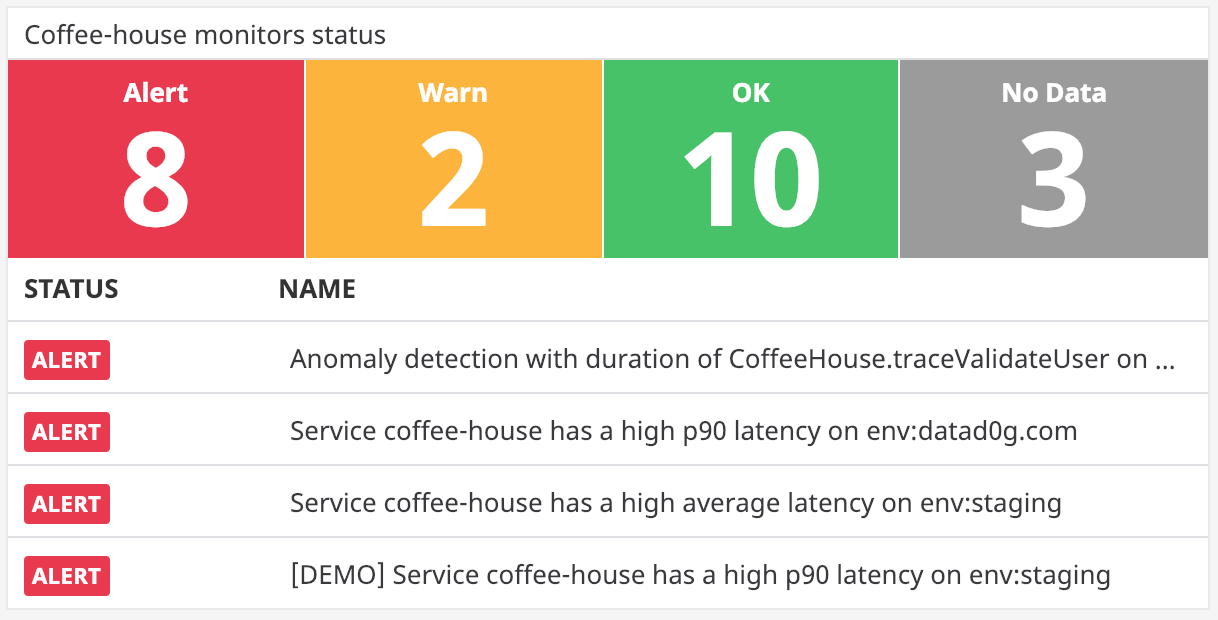 Coffee-house monitors status
Alert Warn OK No Data
8 2 10 3
STATUS NAME
ALERT Anomaly detection with duration of CoffeeHouse.traceValidateUser on ...
ALERT Service coffee-house has a high p90 latency on env:datad0g.com
ALERT Service coffee-house has a high average latency on env:staging
ALERT [DEMO] Service coffee-house has a high p90 latency on env:staging